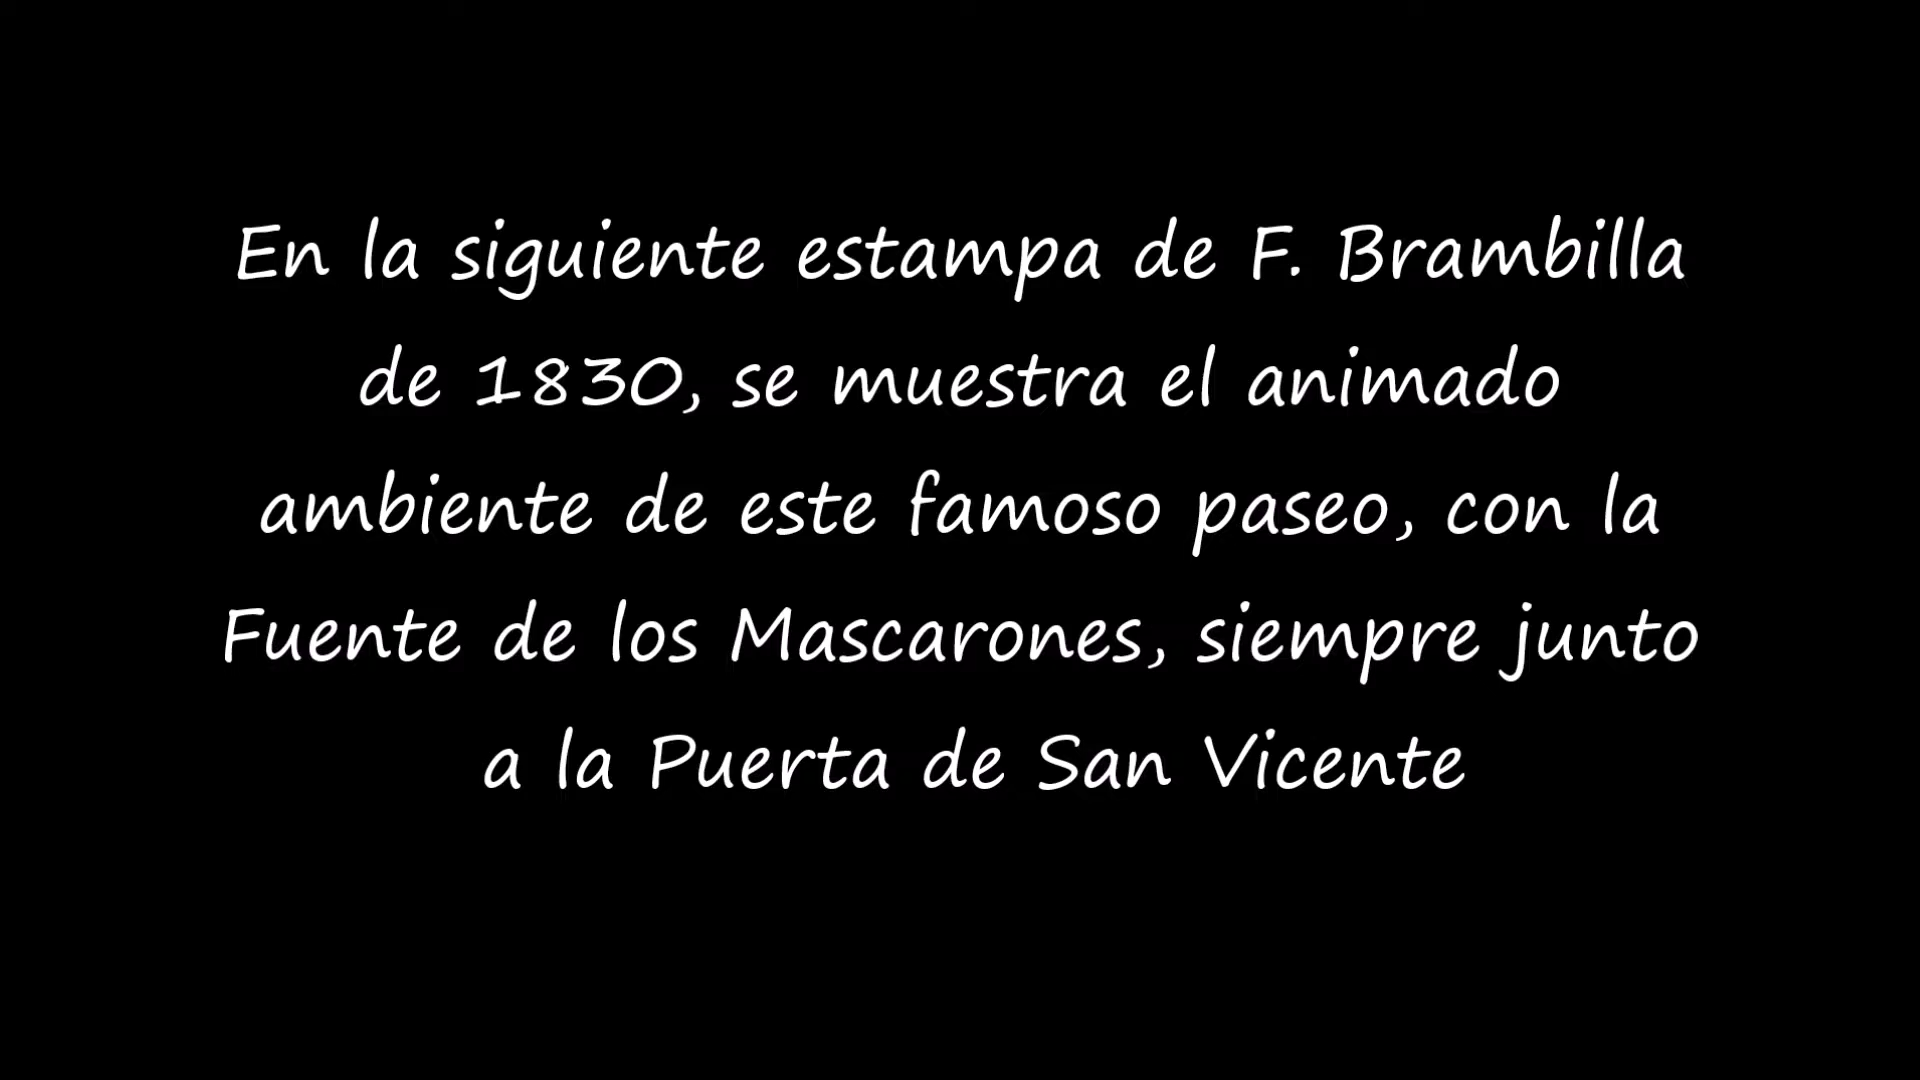 En la siguiente estampa de F. Brambilla
de 1830, se muestra el animado
ambiente de este famoso paseo, con la
Fuente de los Mascarones, siempre junto
a la Puerta de San Vicente